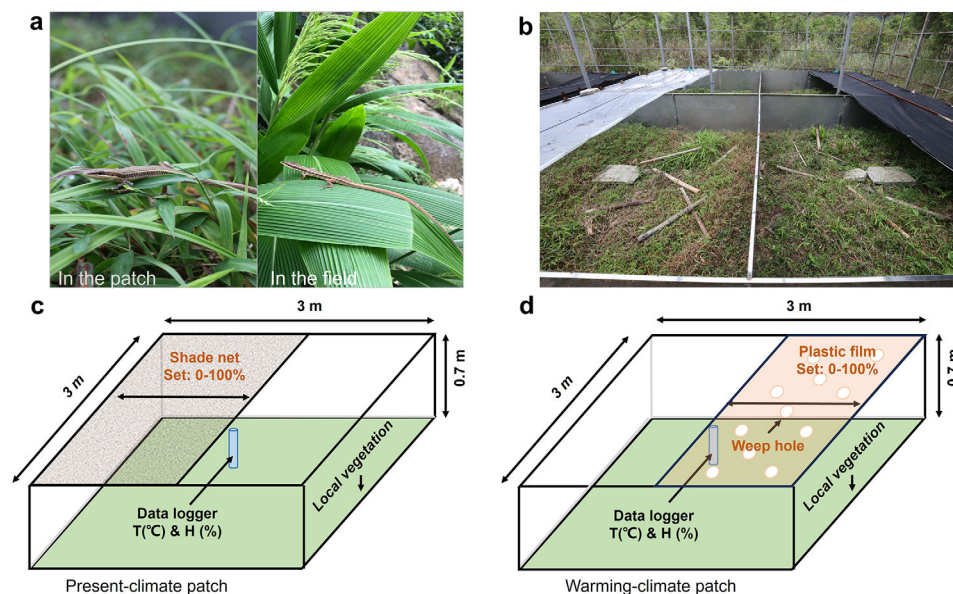 a
b
In the patch
In the field
c
3 m
Shade net
Set: 0-100%
3 m
0.7 m
Local vegetation
Data logger
T(℃) & H (%)
Present-climate patch
d
3 m
Plastic film
Set: 0-100%
3 m
0.7 m
Weep hole
Local vegetation
Data logger
T(℃) & H (%)
Warming-climate patch